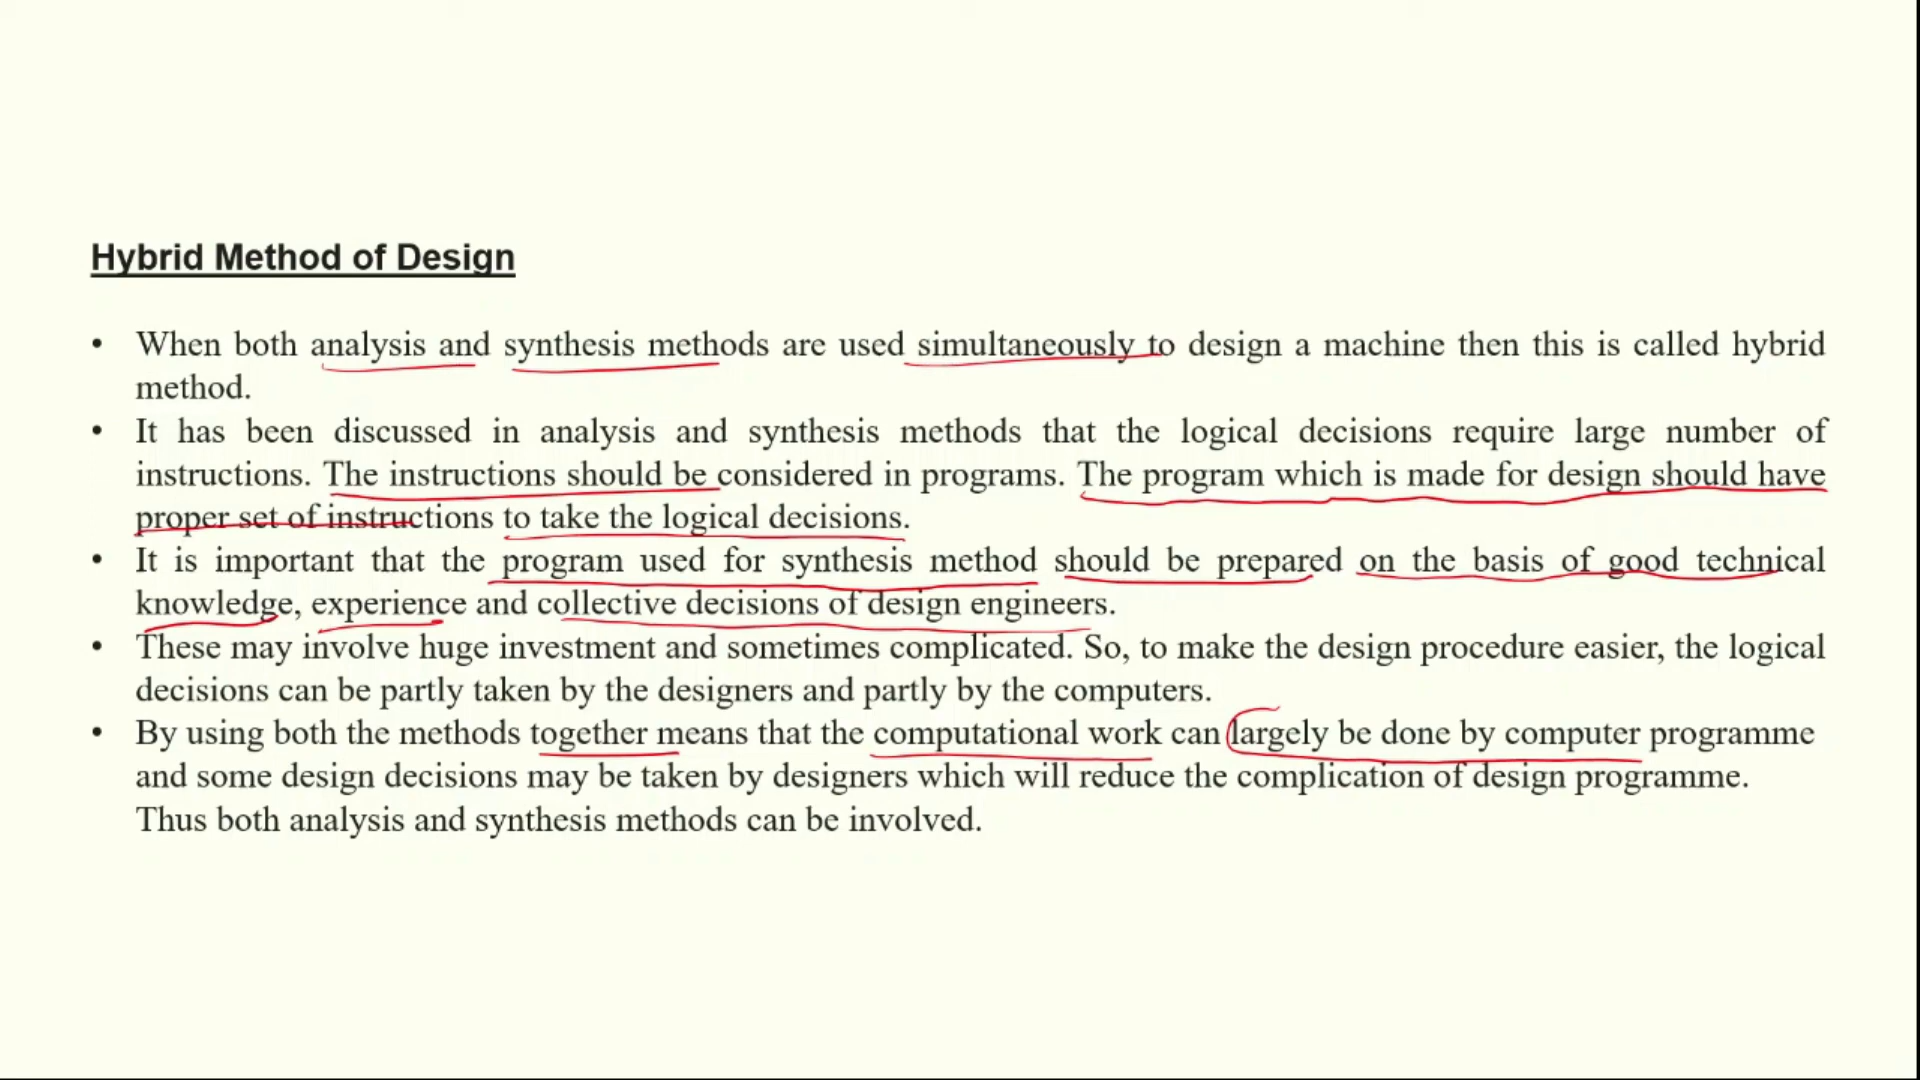 Hybrid Method of Design
• When both analysis and synthesis methods are used simultaneously to design a machine then this is called hybrid
method.
• It has been discussed in analysis and synthesis methods that the logical decisions require large number of
instructions. The instructions should be considered in programs. The program which is made for design should have
proper set of instructions to take the logical decisions.
• It is important that the program used for synthesis method should be prepared on the basis of good technical
knowledge, experience and collective decisions of design engineers.
• These may involve huge investment and sometimes complicated. So, to make the design procedure easier, the logical
decisions can be partly taken by the designers and partly by the computers.
• By using both the methods together means that the computational work can largely be done by computer programme
and some design decisions may be taken by designers which will reduce the complication of design programme.
Thus both analysis and synthesis methods can be involved.